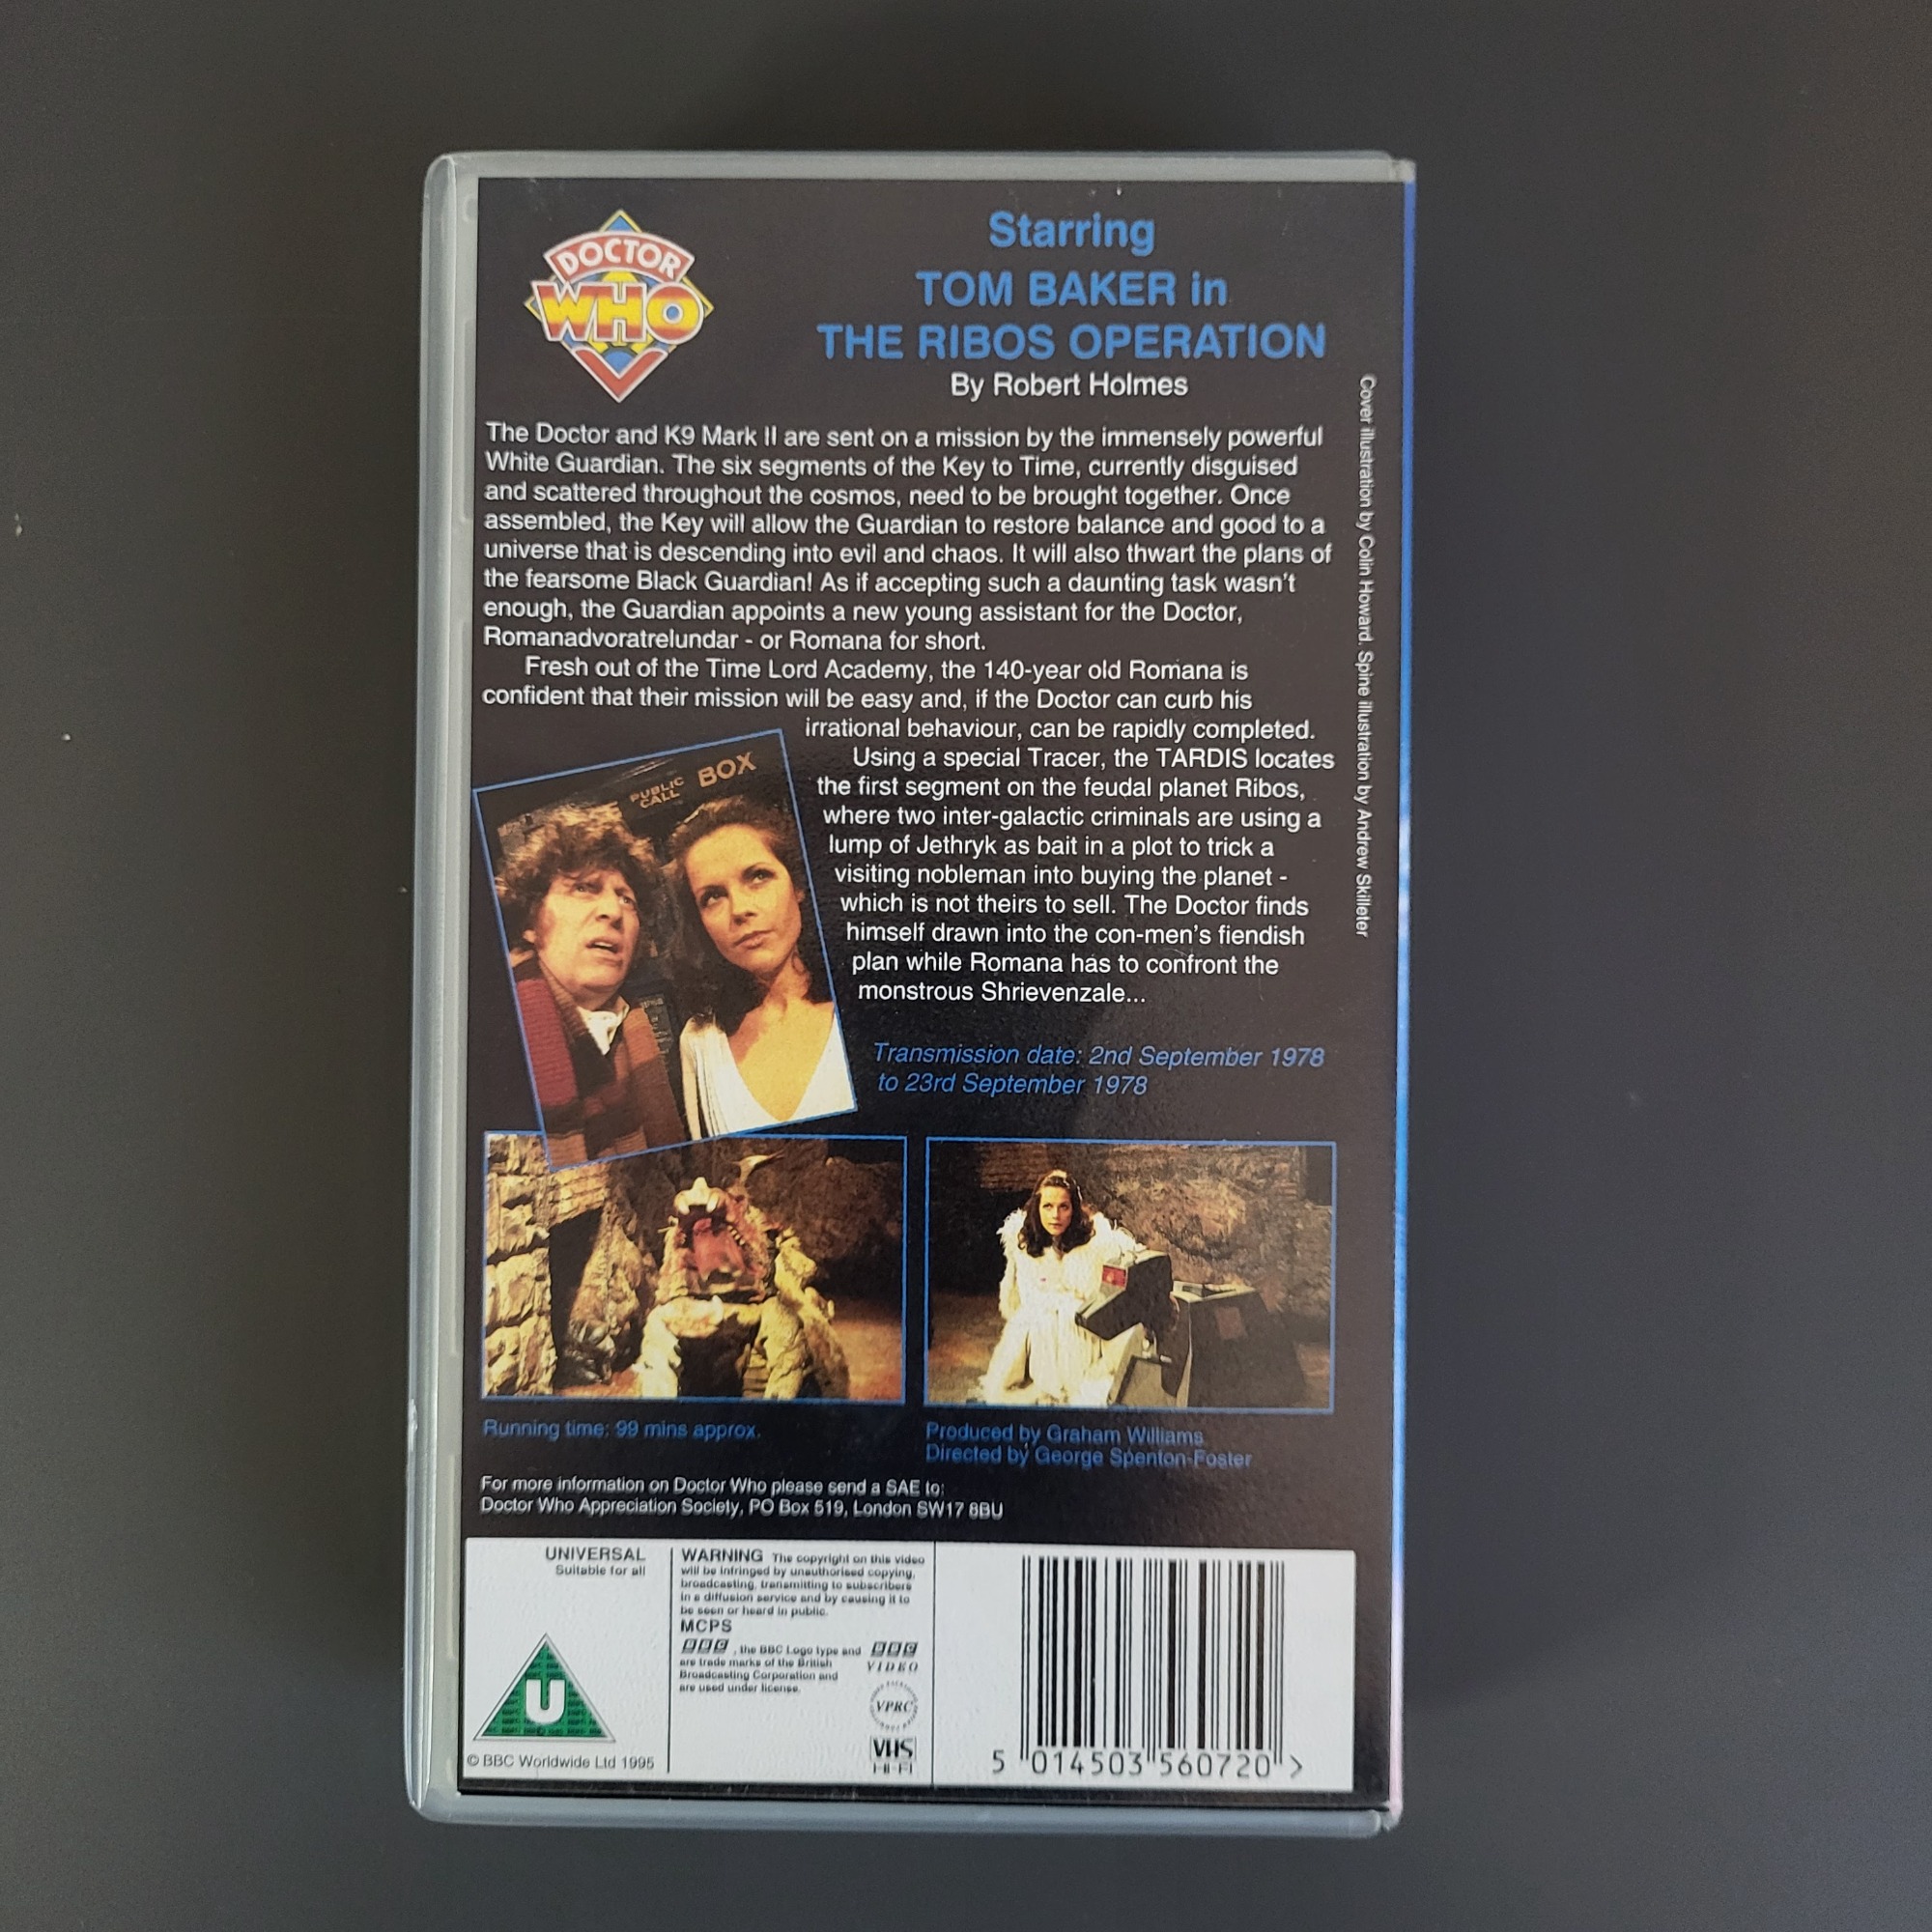 DOCTOR
WHO
Starring
TOM BAKER in
THE RIBOS OPERATION
By Robert Holmes
The Doctor and K9 Mark II are sent on a mission by the immensely powerful
White Guardian. The six segments of the Key to Time, currently disguised
and scattered throughout the cosmos, need to be brought together. Once
assembled, the Key will allow the Guardian to restore balance and good to a
universe that is descending into evil and chaos. It will also thwart the plans of
the fearsome Black Guardian! As if accepting such a daunting task wasn't
enough, the Guardian appoints a new young assistant for the Doctor,
Romanadvoratrelundar - or Romana for short.
Fresh out of the Time Lord Academy, the 140-year old Romana is
confident that their mission will be easy and, if the Doctor can curb his
irrational behaviour, can be rapidly completed.
Using a special Tracer, the TARDIS locates
the first segment on the feudal planet Ribos,
where two inter-galactic criminals are using a
lump of Jethryk as bait in a plot to trick a
visiting nobleman into buying the planet -
which is not theirs to sell. The Doctor finds
himself drawn into the con-men's fiendish
plan while Romana has to confront the
monstrous Shrievenzale...
PUBLIC
CALL
BOX
Transmission date: 2nd September 1978
to 23rd September 1978
Cover illustration by Colin Howard. Spine illustration by Andrew Skilleter
Running time: 99 mins approx.
Produced by Graham Williams
Directed by George Spenton-Foster
For more information on Doctor Who please send a SAE to:
Doctor Who Appreciation Society, PO Box 519, London SW17 8BU
UNIVERSAL
Suitable for all
U
© BBC Worldwide Ltd 1995
WARNING The copyright on this video
will be infringed by unauthorised copying,
broadcasting, transmitting to subscribers
in a diffusion service and by causing it to
be seen or heard in public.
MCPS
BBC, the BBC Logo type and
are trade marks of the British
Broadcasting Corporation and
are used under license.
BBC
VIDEO
VPRC
VHS
HI-FI
5 014503 560720 >